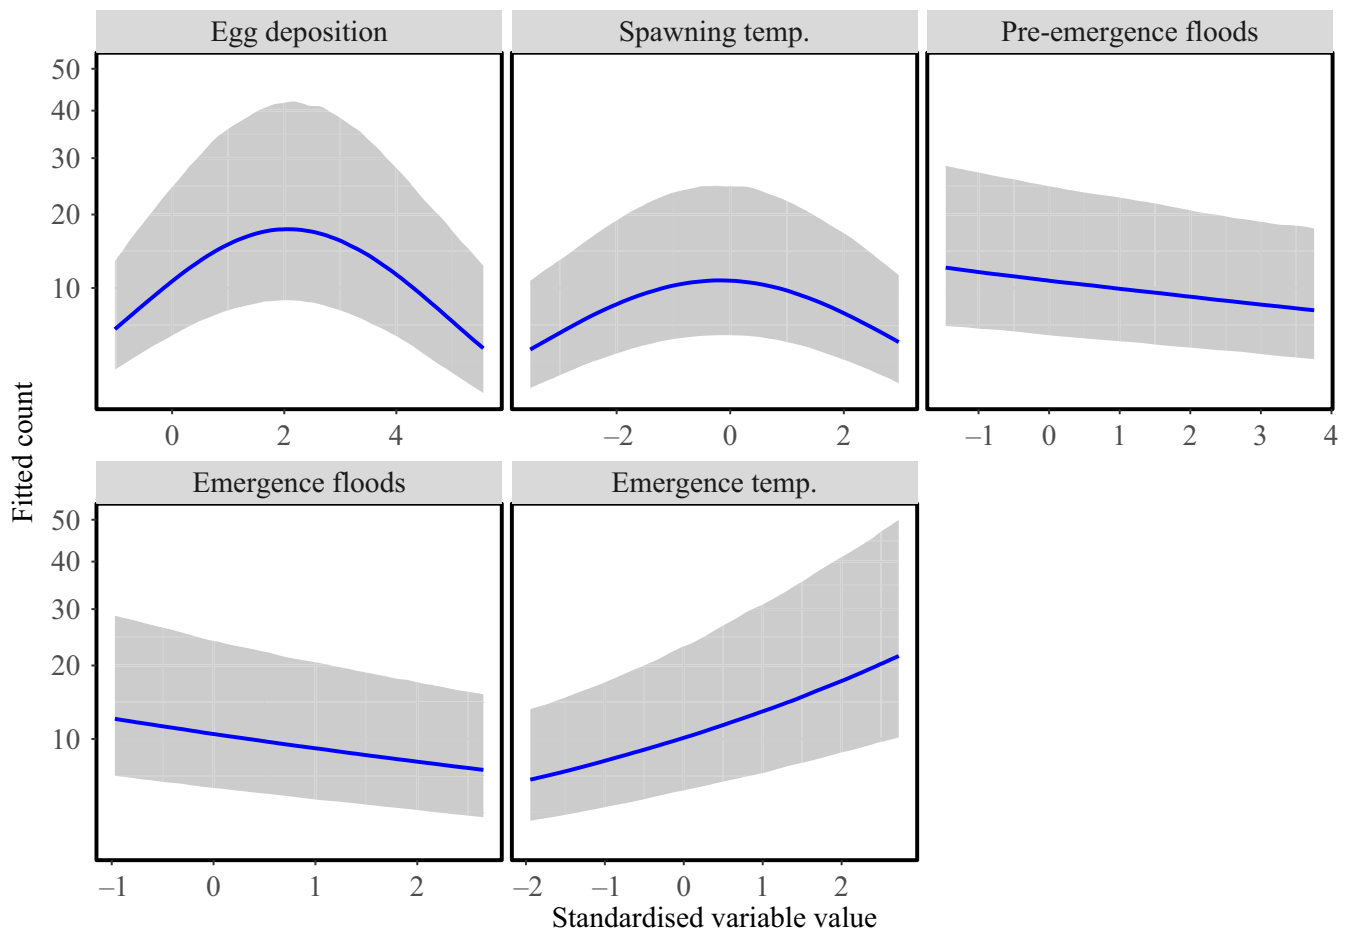 Egg deposition Spawning temp. Pre-emergence floods
50
40
30
20
10
0 2 4 –2 0 2 –1 0 1 2 3 4
Fitted count
Emergence floods Emergence temp.
50
40
30
20
10
–1 0 1 2 –2 –1 0 1 2
Standardised variable value